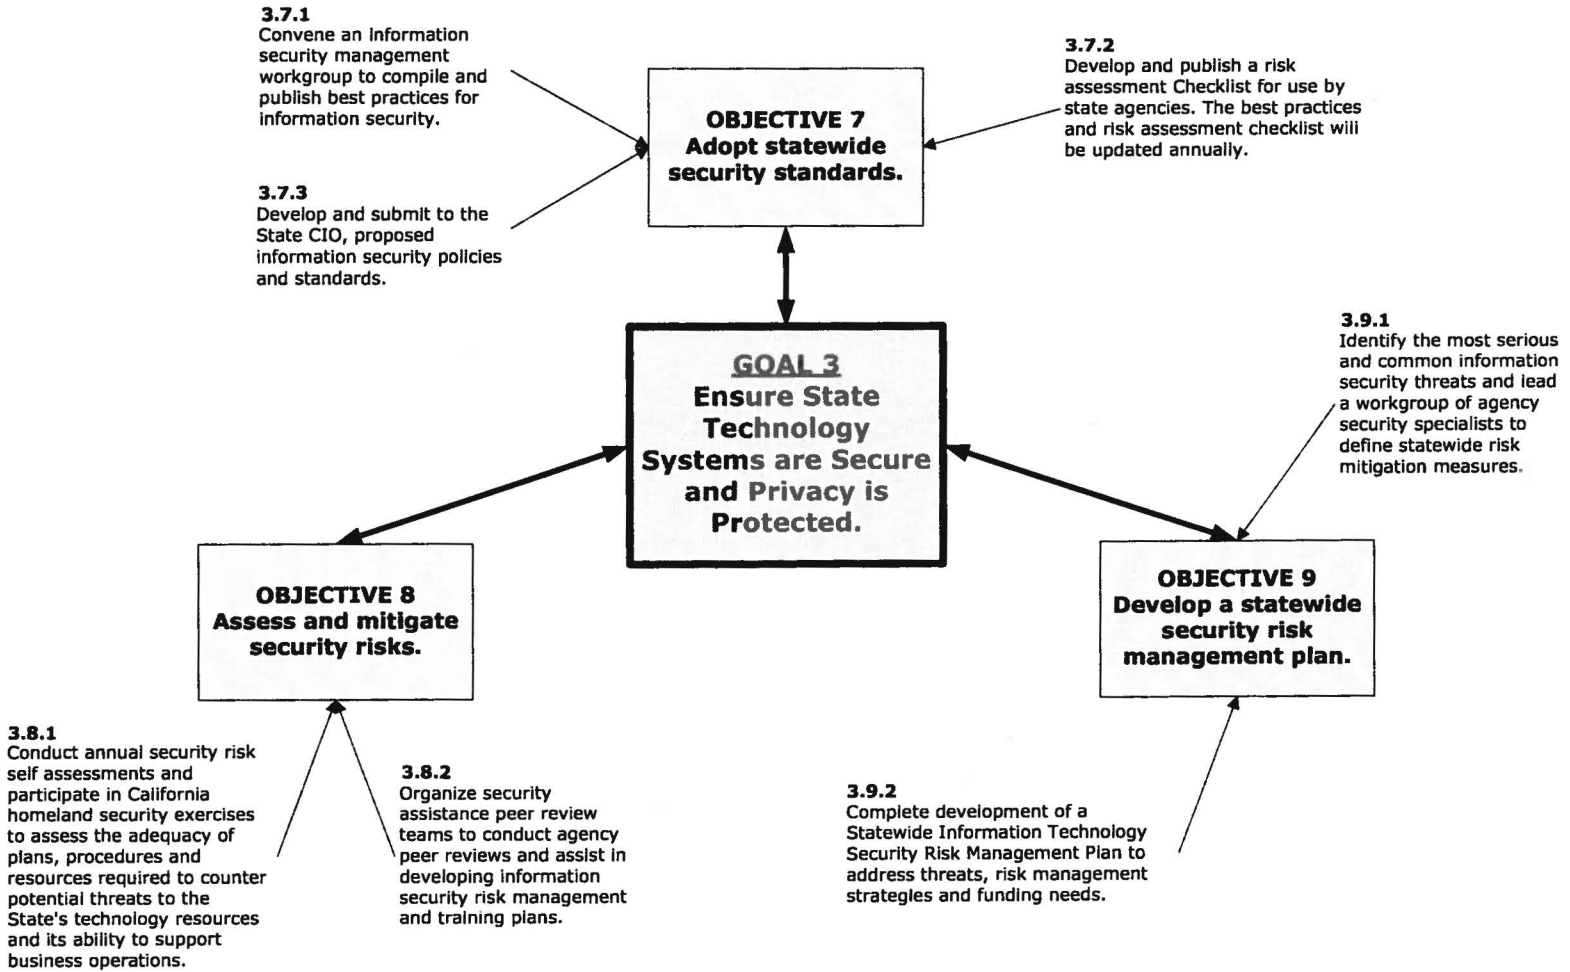 3.7.1
Convene an information
security management
workgroup to compile and
publish best practices for
information security.
3.7.2
Develop and publish a risk
assessment Checklist for use by
state agencies. The best practices
and risk assessment checklist will
be updated annually.
OBJECTIVE 7
Adopt statewide
security standards.
3.7.3
Develop and submit to the
State CIO, proposed
information security policies
and standards.
GOAL 3
Ensure State
Technology
Systems are Secure
and Privacy is
Protected.
3.9.1
Identify the most serious
and common information
security threats and lead
a workgroup of agency
security specialists to
define statewide risk
mitigation measures.
OBJECTIVE 8
Assess and mitigate
security risks.
OBJECTIVE 9
Develop a statewide
security risk
management plan.
3.8.1
Conduct annual security risk
self assessments and
participate in California
homeland security exercises
to assess the adequacy of
plans, procedures and
resources required to counter
potential threats to the
State's technology resources
and its ability to support
business operations.
3.8.2
Organize security
assistance peer review
teams to conduct agency
peer reviews and assist in
developing information
security risk management
and training plans.
3.9.2
Complete development of a
Statewide Information Technology
Security Risk Management Plan to
address threats, risk management
strategies and funding needs.